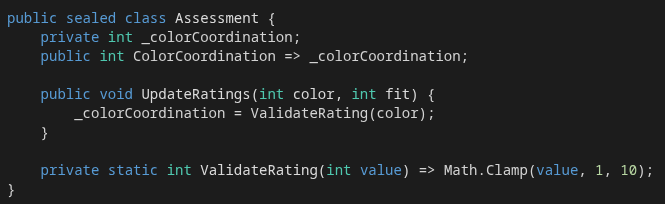 public sealed class Assessment {
    private int _colorCoordination;
    public int ColorCoordination => _colorCoordination;

    public void UpdateRatings(int color, int fit) {
        _colorCoordination = ValidateRating(color);
    }

    private static int ValidateRating(int value) => Math.Clamp(value, 1, 10);
}